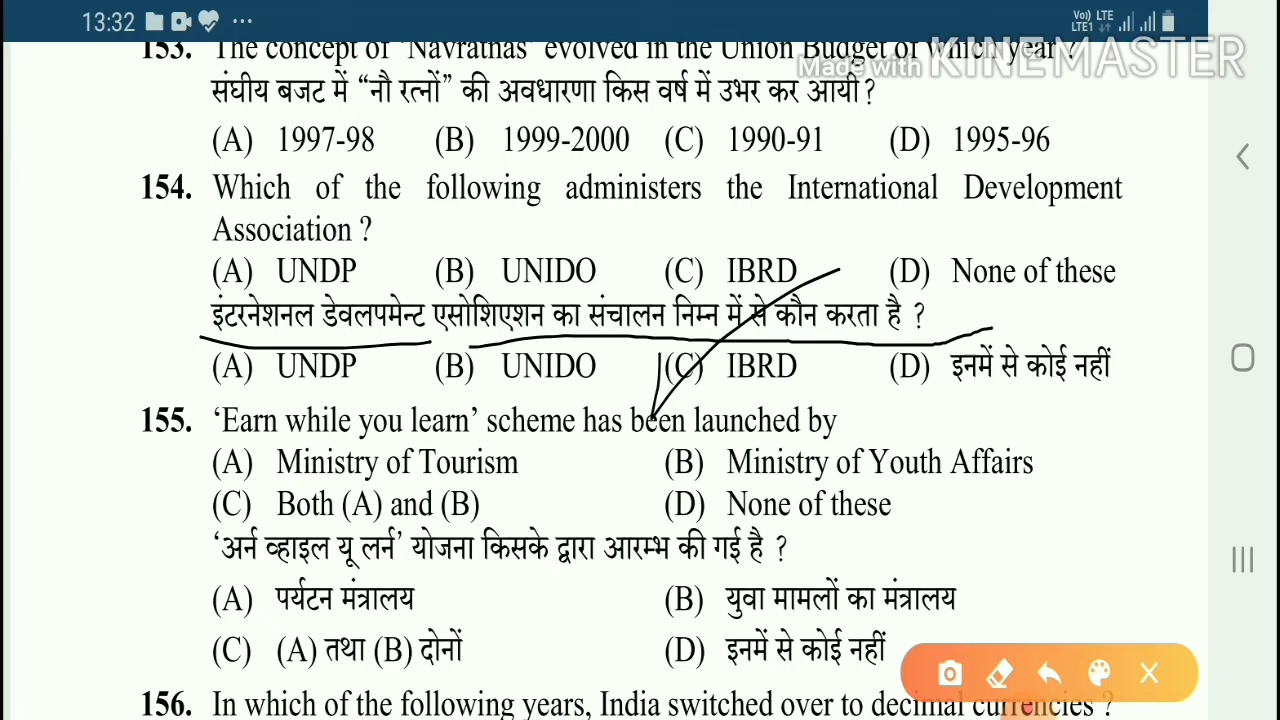 13:32 ... Vo)) LTE LTE1
Made with KINEMASTER
153. The concept of 'Navratnas' evolved in the Union Budget of which year ?
संघीय बजट में “नौ रत्नों” की अवधारणा किस वर्ष में उभर कर आयी ?
(A) 1997-98 (B) 1999-2000 (C) 1990-91 (D) 1995-96
154. Which of the following administers the International Development
Association ?
(A) UNDP (B) UNIDO (C) IBRD (D) None of these
इंटरनेशनल डेवलपमेन्ट एसोशिएशन का संचालन निम्न में से कौन करता है ?
(A) UNDP (B) UNIDO (C) IBRD (D) इनमें से कोई नहीं
155. ‘Earn while you learn’ scheme has been launched by
(A) Ministry of Tourism (B) Ministry of Youth Affairs
(C) Both (A) and (B) (D) None of these
‘अर्न व्हाइल यू लर्न’ योजना किसके द्वारा आरम्भ की गई है ?
(A) पर्यटन मंत्रालय (B) युवा मामलों का मंत्रालय
(C) (A) तथा (B) दोनों (D) इनमें से कोई नहीं
156. In which of the following years, India switched over to decimal currencies ?